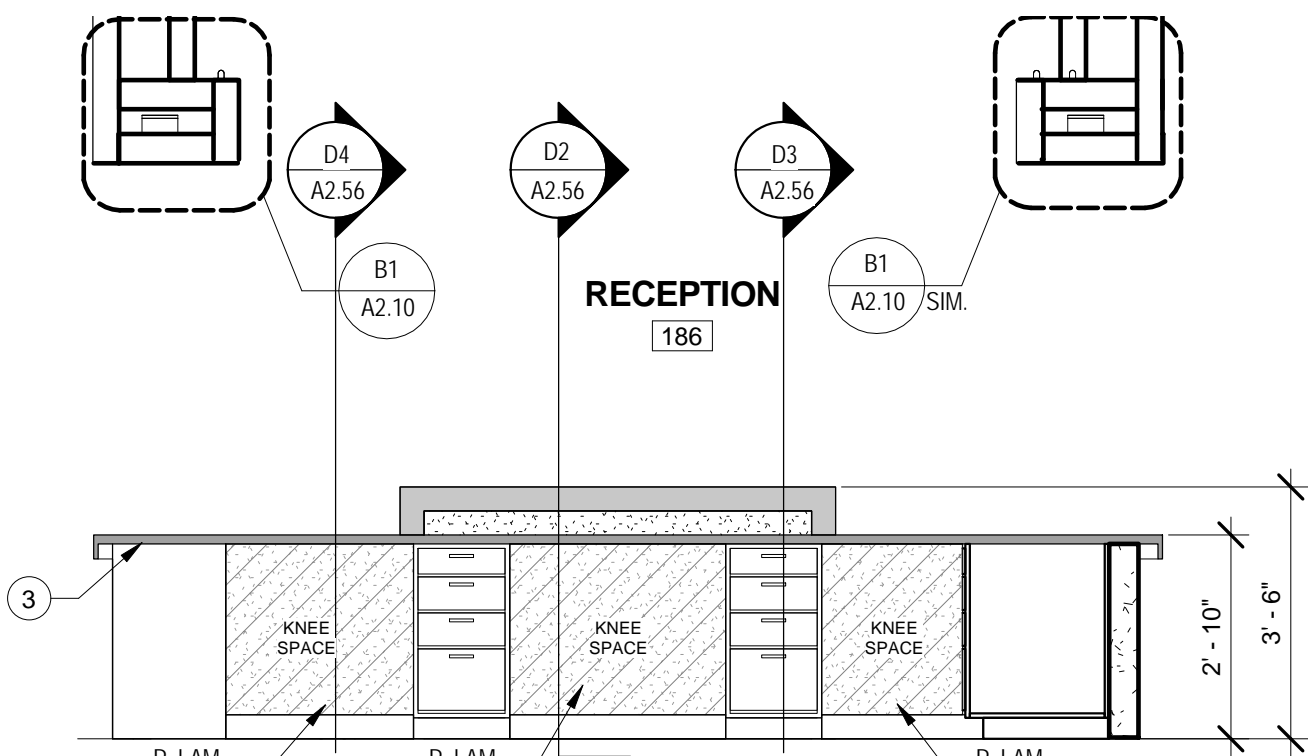 D4
A2.56
D2
A2.56
D3
A2.56
B1
A2.10
RECEPTION
186
B1
A2.10
SIM.
3
KNEE
SPACE
KNEE
SPACE
KNEE
SPACE
2' - 10"
3' - 6"